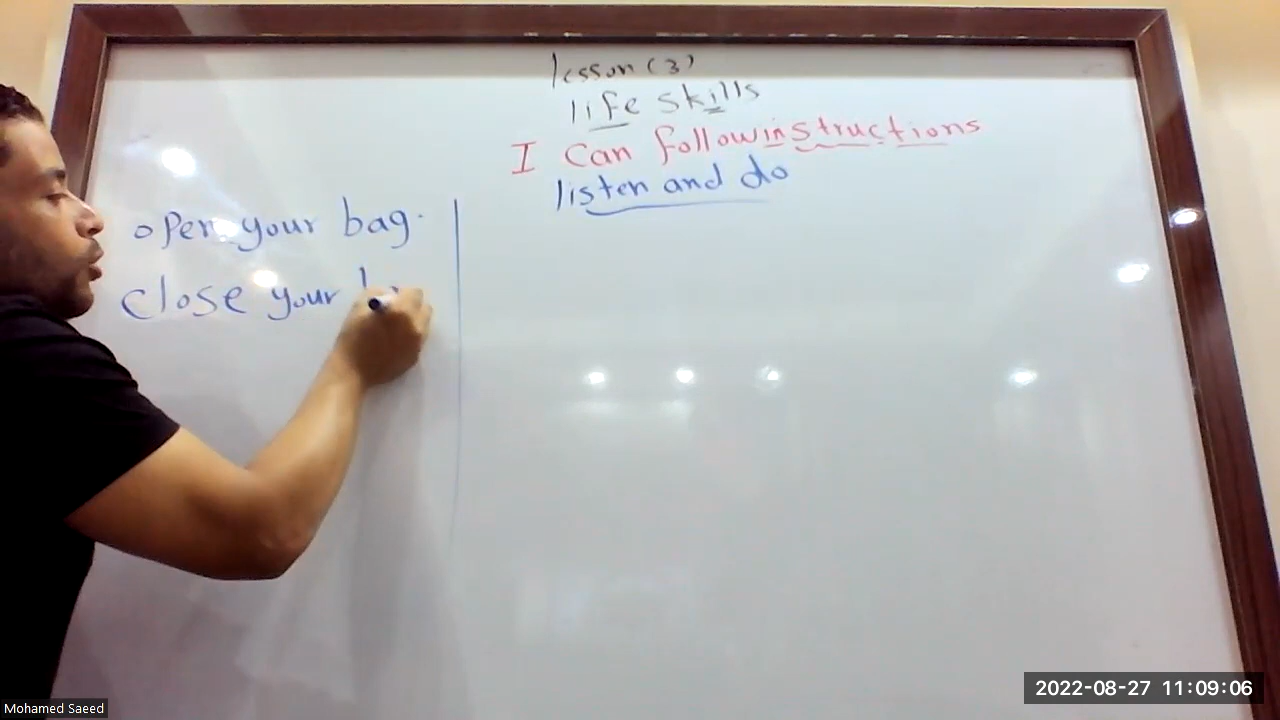 lesson (3)
life skills
I Can follow instructions
listen and do
open your bag.
Close your
Mohamed Saeed
2022-08-27 11:09:06